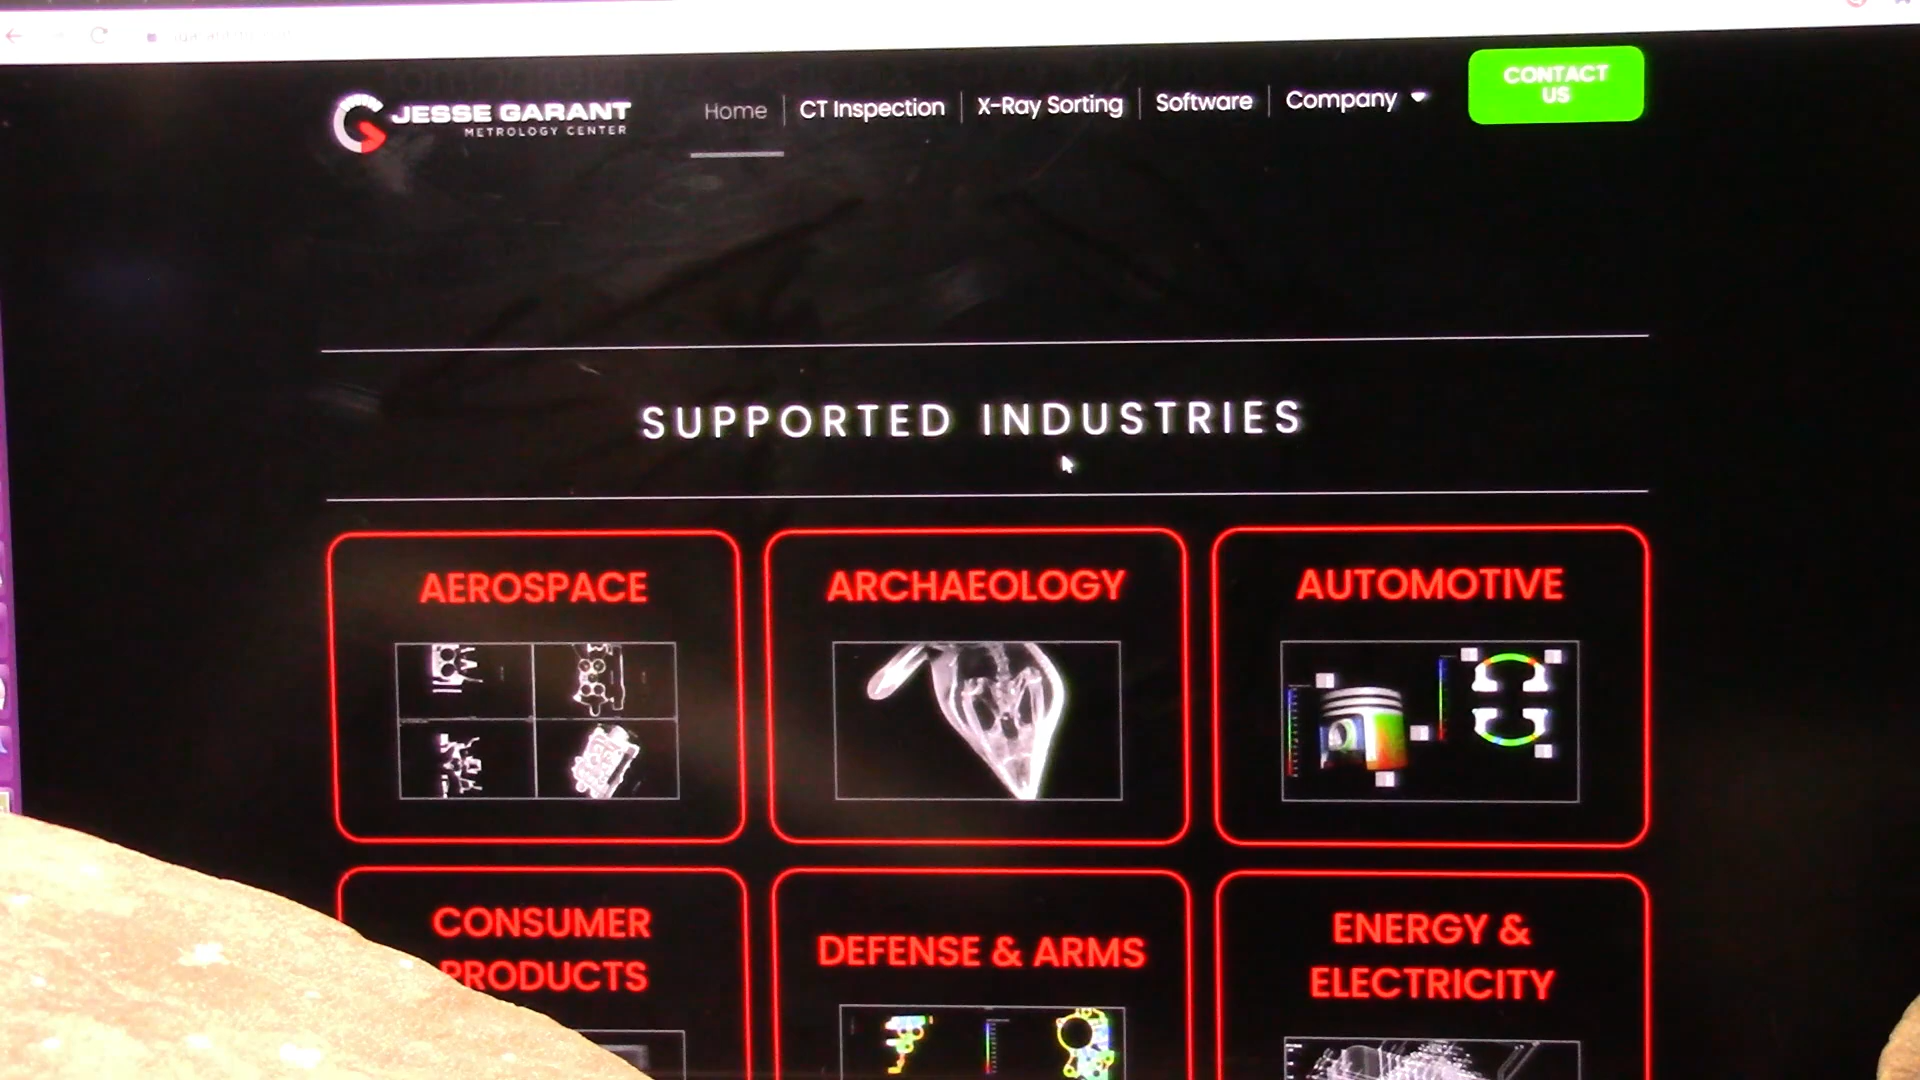 JESSE GARANT
METROLOGY CENTER
Home
CT Inspection
X-Ray Sorting
Software
Company
CONTACT
US
SUPPORTED INDUSTRIES
AEROSPACE
ARCHAEOLOGY
AUTOMOTIVE
CONSUMER
PRODUCTS
DEFENSE & ARMS
ENERGY &
ELECTRICITY